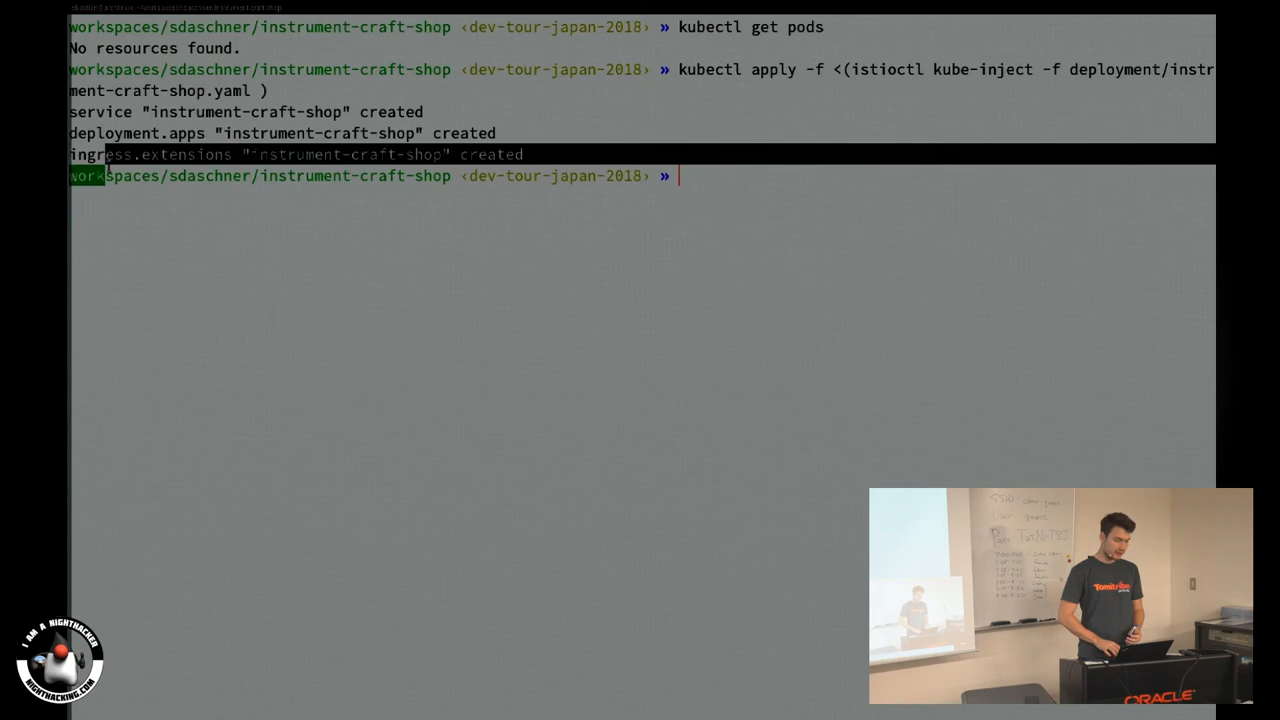 workspaces/sdaschner/instrument-craft-shop ‹dev-tour-japan-2018› » kubectl get pods
No resources found.
workspaces/sdaschner/instrument-craft-shop ‹dev-tour-japan-2018› » kubectl apply -f <(istioctl kube-inject -f deployment/instr
ment-craft-shop.yaml )
service "instrument-craft-shop" created
deployment.apps "instrument-craft-shop" created
ingress.extensions "instrument-craft-shop" created
workspaces/sdaschner/instrument-craft-shop ‹dev-tour-japan-2018› »
SSID
Tomitribe
ORACLE
I AM A NIGHTHACKER
NIGHTHACKING.COM